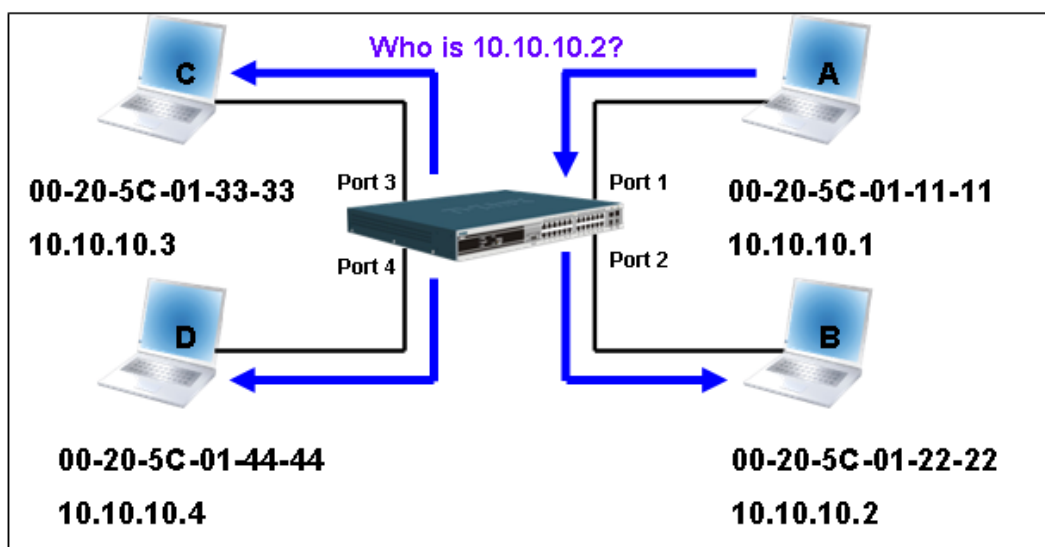 Who is 10.10.10.2?
C
A
00-20-5C-01-33-33
10.10.10.3
Port 3
Port 1
00-20-5C-01-11-11
10.10.10.1
Port 4
Port 2
D
B
00-20-5C-01-44-44
10.10.10.4
00-20-5C-01-22-22
10.10.10.2